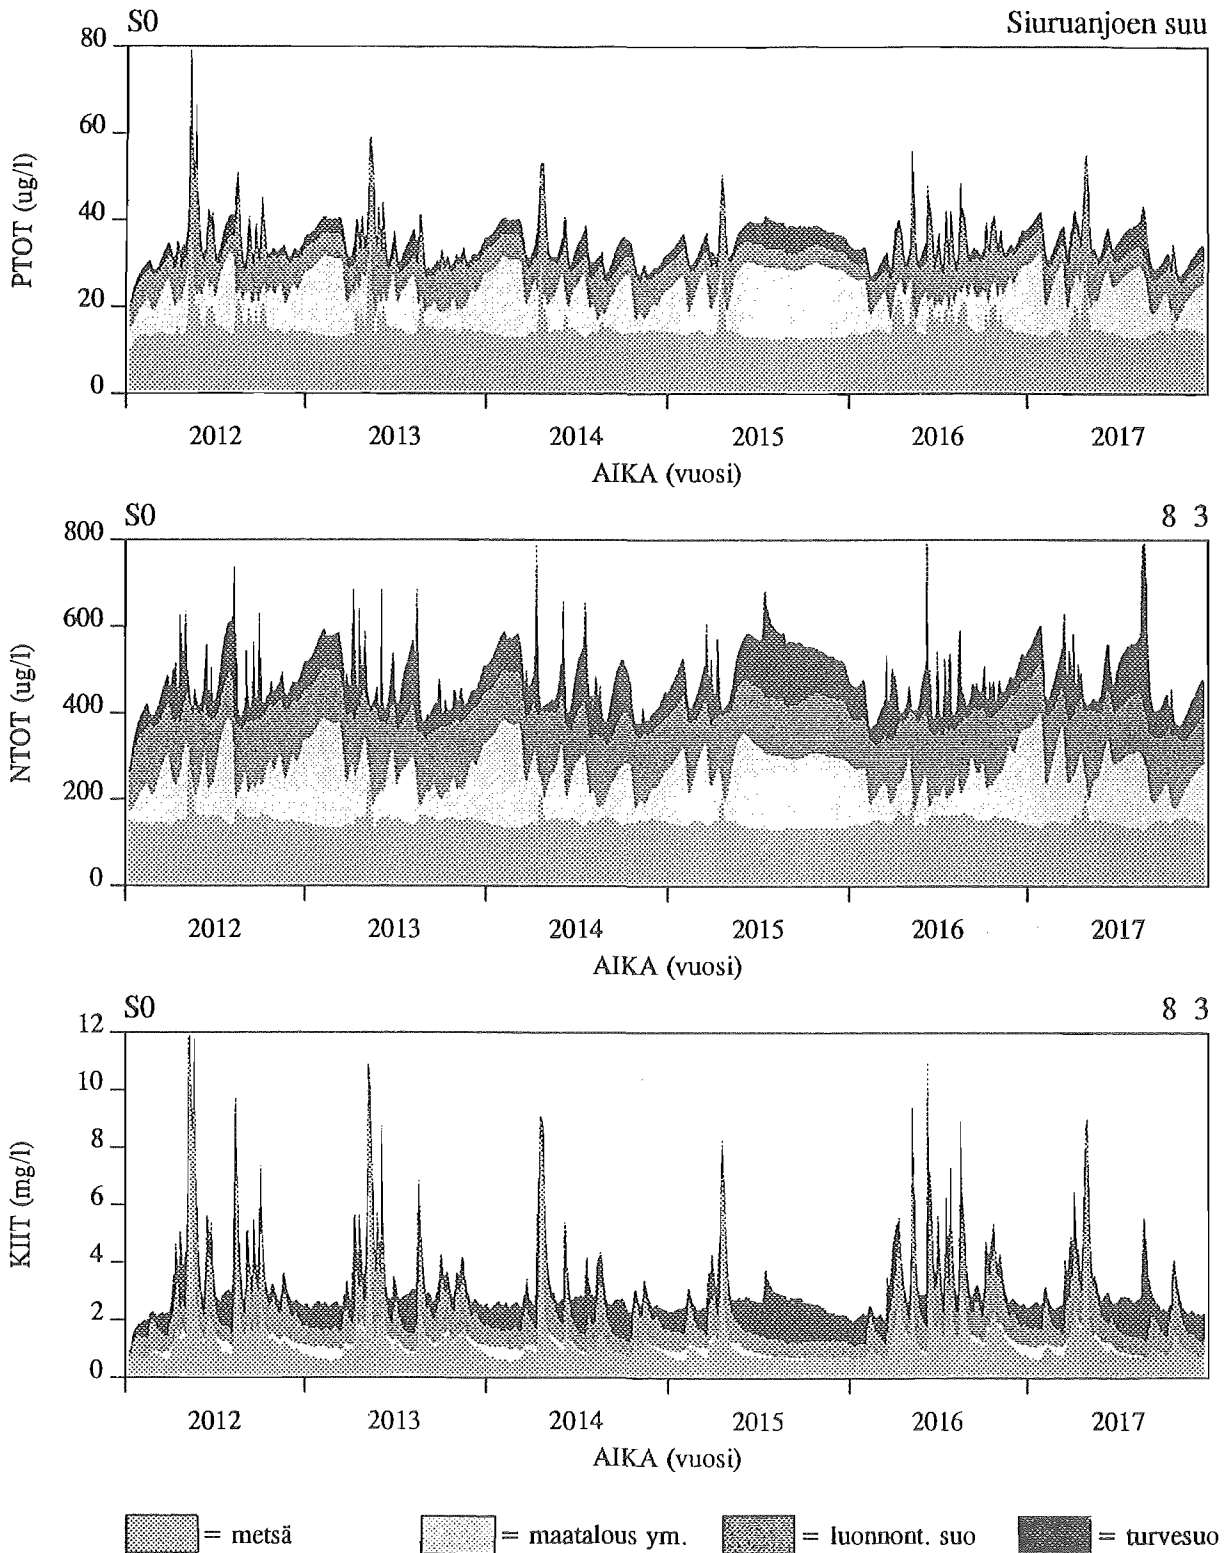 S0 Siuruanjoen suu
80
60
40
20
0
PTOT (ug/l)
2012 2013 2014 2015 2016 2017
AIKA (vuosi)
S0 8 3
800
600
400
200
0
NTOT (ug/l)
2012 2013 2014 2015 2016 2017
AIKA (vuosi)
S0 8 3
12
10
8
6
4
2
0
KIIT (mg/l)
2012 2013 2014 2015 2016 2017
AIKA (vuosi)
= metsä = maatalous ym. = luonnont. suo = turvesuo